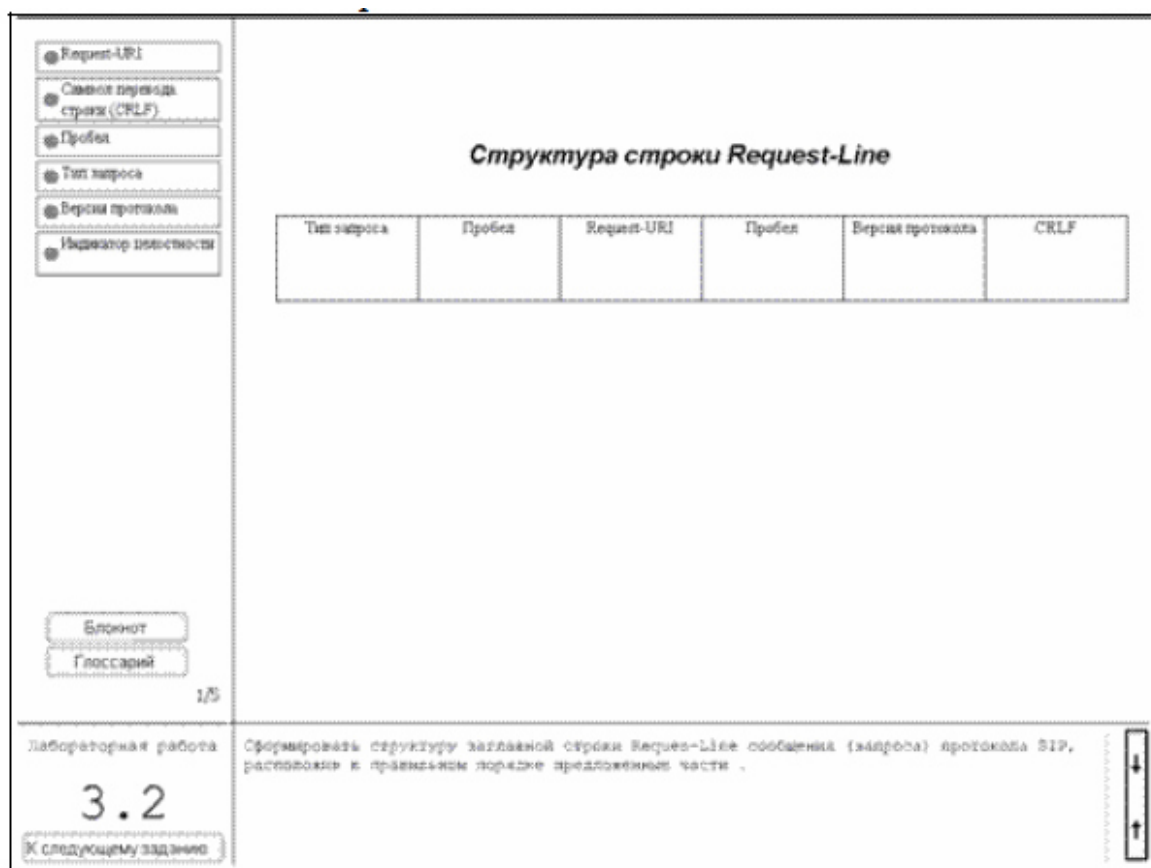 Request-URI
Символ перевода
строки (CRLF)
Пробел
Тип запроса
Версия протокола
Индикатор целостности
Структура строки Request-Line
Тип запроса Пробел Request-URI Пробел Версия протокола CRLF
Блокнот
Глоссарий
1/5
Лабораторная работа
3.2
К следующему заданию
Сформировать структуру заглавной строки Reques-Line сообщения (запроса) протокола SIP,
расположив в правильном порядке предложенные части .